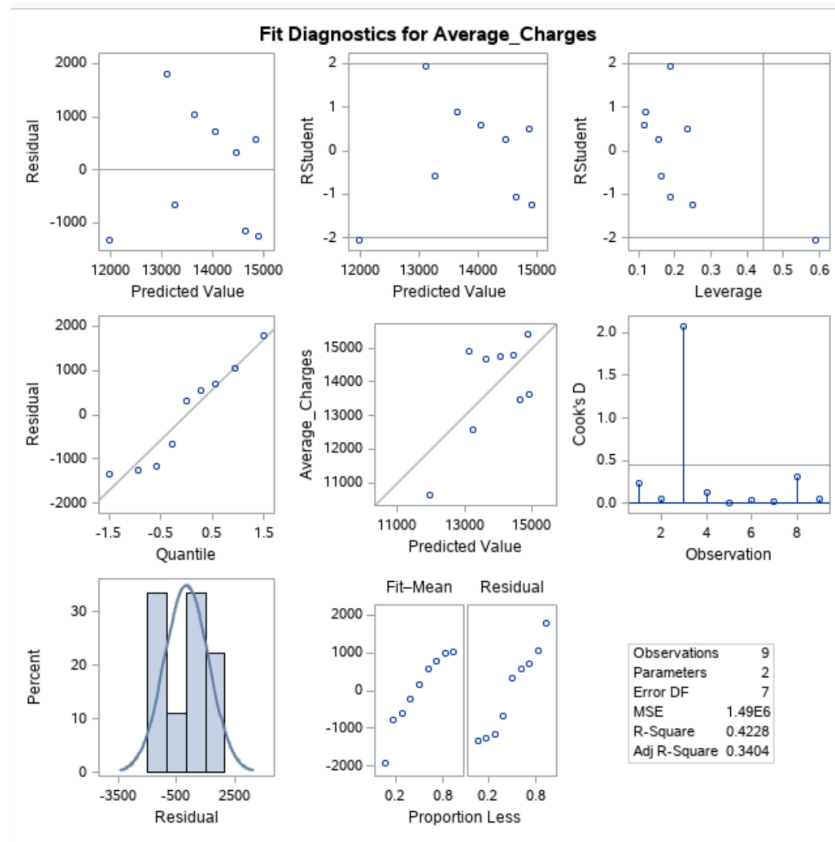 Fit Diagnostics for Average_Charges
2000
1000
0
-1000
Residual
12000 13000 14000 15000
Predicted Value
2
1
0
-1
-2
RStudent
12000 13000 14000 15000
Predicted Value
2
1
0
-1
-2
RStudent
0.1 0.2 0.3 0.4 0.5 0.6
Leverage
2000
1000
0
-1000
-2000
Residual
-1.5 -0.5 0.5 1.5
Quantile
15000
14000
13000
12000
11000
Average_Charges
11000 13000 15000
Predicted Value
2.0
1.5
1.0
0.5
0.0
Cook's D
2 4 6 8
Observation
30
20
10
0
Percent
-3500 -500 2500
Residual
Fit–Mean Residual
2000
1000
0
-1000
-2000
0.2 0.8 0.2 0.8
Proportion Less
Observations 9
Parameters 2
Error DF 7
MSE 1.49E6
R-Square 0.4228
Adj R-Square 0.3404